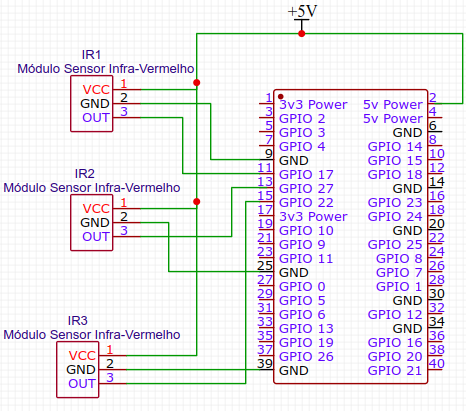 +5V
IR1
Módulo Sensor Infra-Vermelho
VCC 1
GND 2
OUT 3
IR2
Módulo Sensor Infra-Vermelho
VCC 1
GND 2
OUT 3
IR3
Módulo Sensor Infra-Vermelho
VCC 1
GND 2
OUT 3
1 3v3 Power 5v Power 2
3 GPIO 2 5v Power 4
5 GPIO 3 GND 6
7 GPIO 4 GPIO 14 8
9 GND GPIO 15 10
11 GPIO 17 GPIO 18 12
13 GPIO 27 GND 14
15 GPIO 22 GPIO 23 16
17 3v3 Power GPIO 24 18
19 GPIO 10 GND 20
21 GPIO 9 GPIO 25 22
23 GPIO 11 GPIO 8 24
25 GND GPIO 7 26
27 GPIO 0 GPIO 1 28
29 GPIO 5 GND 30
31 GPIO 6 GPIO 12 32
33 GPIO 13 GND 34
35 GPIO 19 GPIO 16 36
37 GPIO 26 GPIO 20 38
39 GND GPIO 21 40